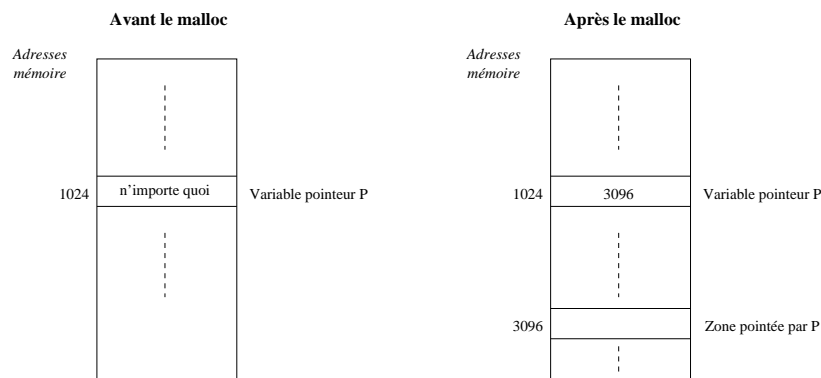 Avant le malloc
Adresses
mémoire
1024
n'importe quoi
Variable pointeur P
Après le malloc
Adresses
mémoire
1024
3096
Variable pointeur P
3096
Zone pointée par P